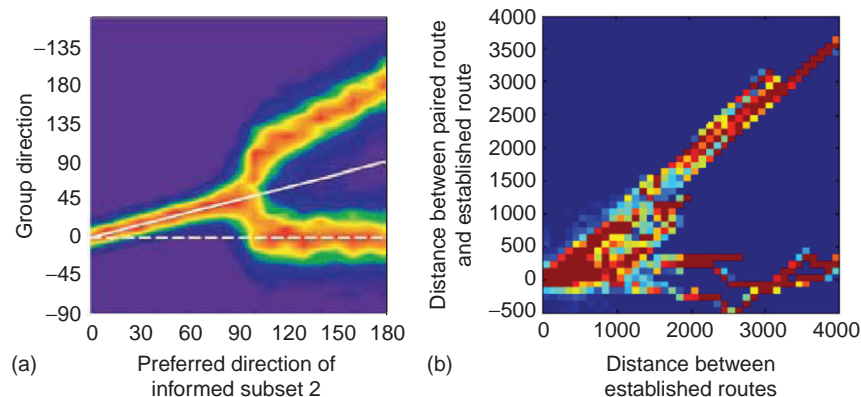 −135
180
135
90
45
0
−45
−90
Group direction
0 30 60 90 120 150 180
(a) Preferred direction of
informed subset 2
4000
3500
3000
2500
2000
1500
1000
500
0
−500
Distance between paired route
and established route
0 1000 2000 3000 4000
(b) Distance between
established routes